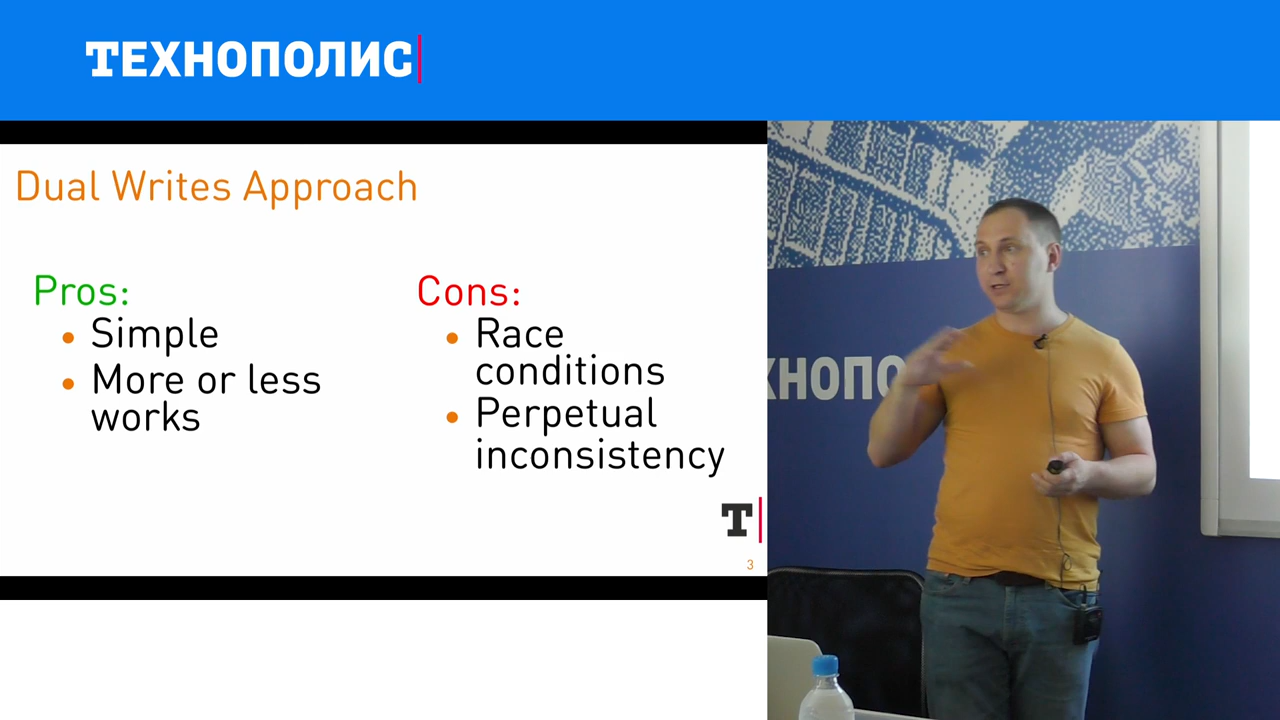 ТЕХНОПОЛИС
Dual Writes Approach
Pros:
Simple
More or less
works
Cons:
Race
conditions
Perpetual
inconsistency
T
3
ХНОПО